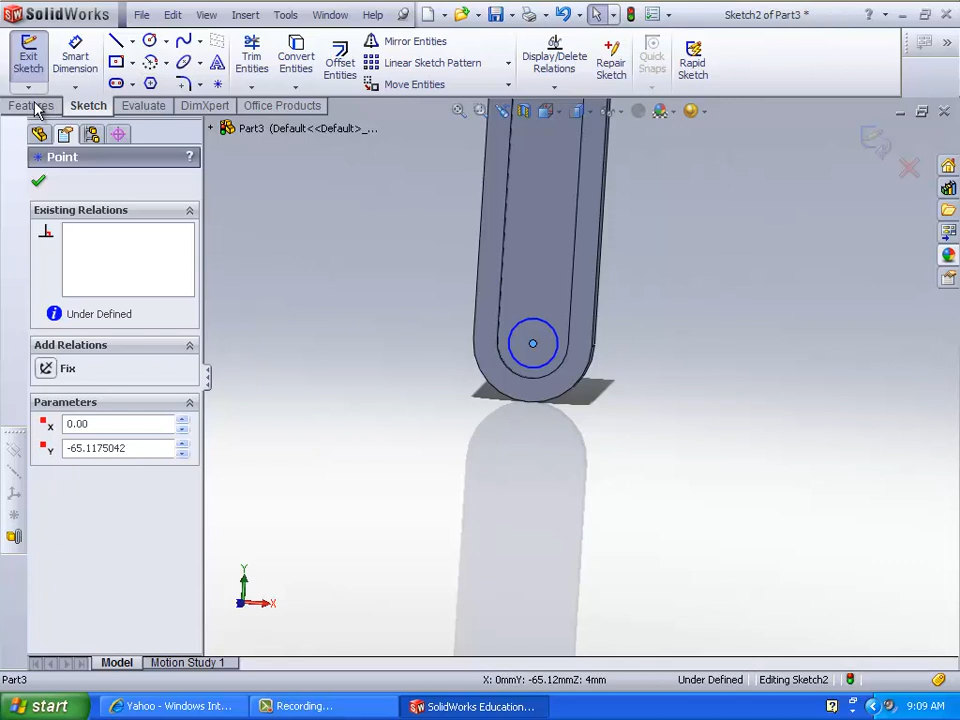 SolidWorks File Edit View Insert Tools Window Help Sketch2 of Part3 *
Exit Sketch
Smart Dimension
Trim Entities
Convert Entities
Offset Entities
Mirror Entities
Linear Sketch Pattern
Move Entities
Display/Delete Relations
Repair Sketch
Quick Snaps
Rapid Sketch
Features Sketch Evaluate DimXpert Office Products
Part3 (Default<<Default>_...
Point ?
Existing Relations
Under Defined
Add Relations
Fix
Parameters
X 0.00
Y -65.1175042
Y
X
Model Motion Study 1
Part3 X: 0mmY: -65.12mmZ: 4mm Under Defined Editing Sketch2
start Yahoo - Windows Int... Recording... SolidWorks Education... 9:09 AM